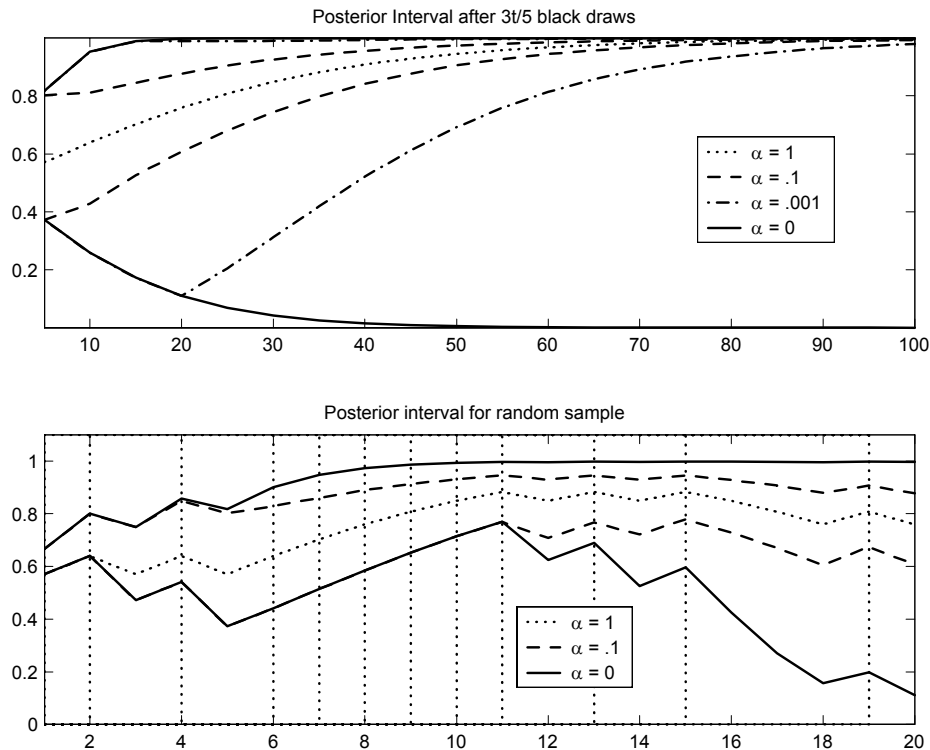 Posterior Interval after 3t/5 black draws
0.8
0.6
0.4
0.2
α = 1
α = .1
α = .001
α = 0
10 20 30 40 50 60 70 80 90 100
Posterior interval for random sample
1
0.8
0.6
0.4
0.2
0
α = 1
α = .1
α = 0
2 4 6 8 10 12 14 16 18 20